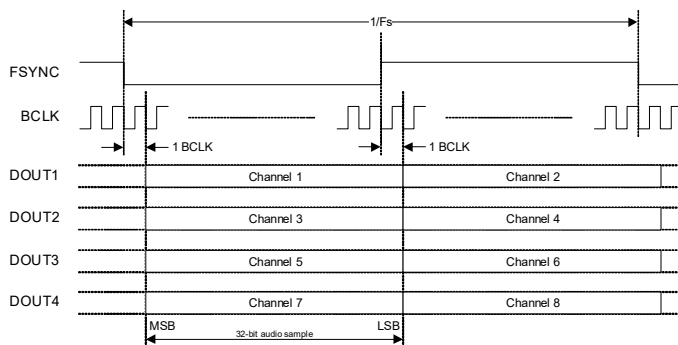 1/Fs
FSYNC
BCLK
1 BCLK 1 BCLK
DOUT1 Channel 1 Channel 2
DOUT2 Channel 3 Channel 4
DOUT3 Channel 5 Channel 6
DOUT4 Channel 7 Channel 8
MSB LSB
32-bit audio sample